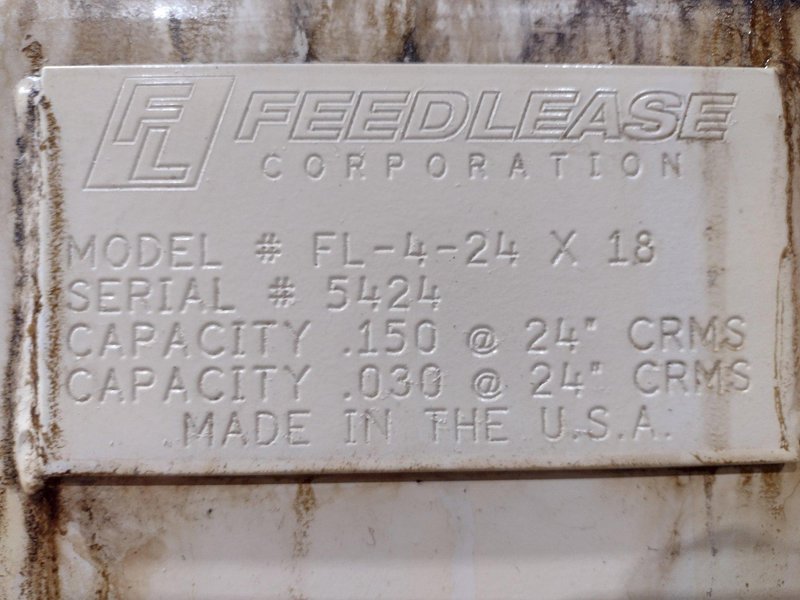 FL FEEDLEASE
CORPORATION
MODEL # FL-4-24 X 18
SERIAL # 5424
CAPACITY .150 @ 24" CRMS
CAPACITY .030 @ 24" CRMS
MADE IN THE U.S.A.